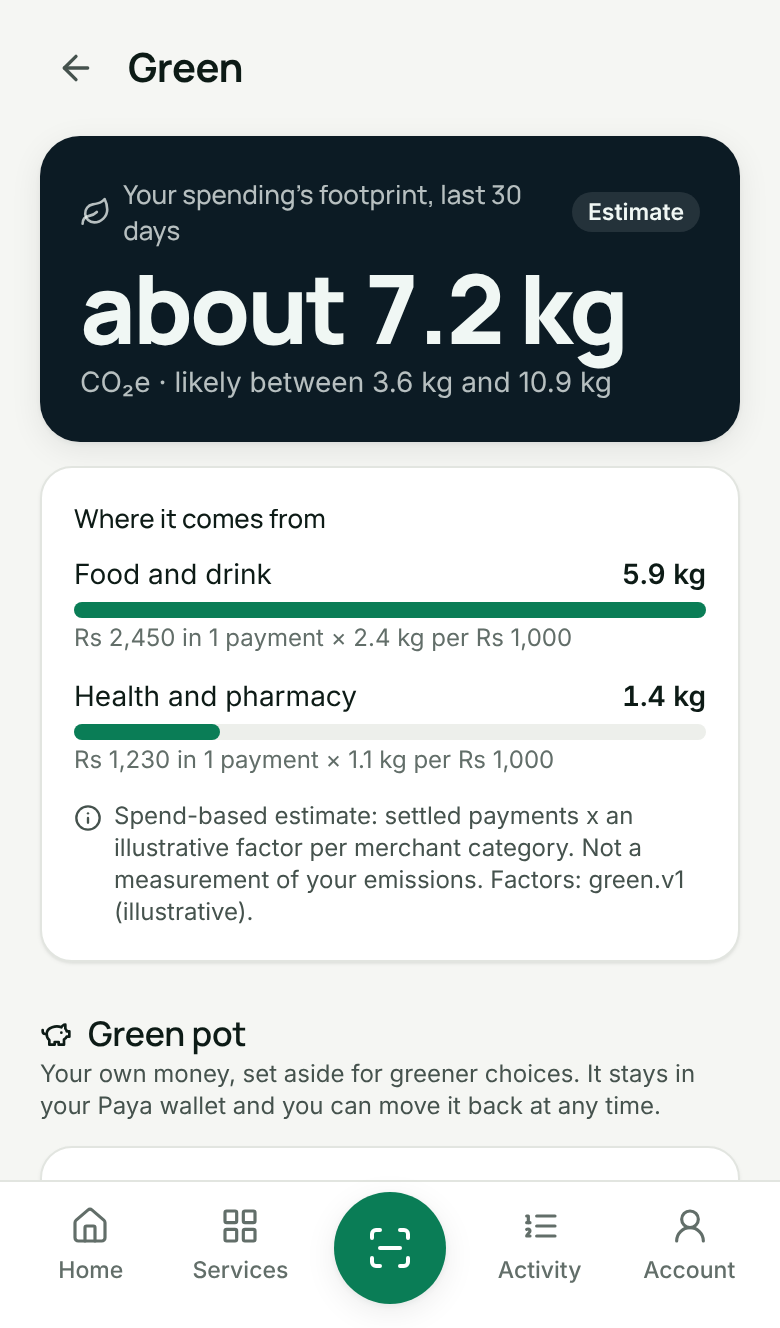 Green
Your spending's footprint, last 30
days
Estimate
about 7.2 kg
CO₂e · likely between 3.6 kg and 10.9 kg
Where it comes from
Food and drink 5.9 kg
Rs 2,450 in 1 payment × 2.4 kg per Rs 1,000
Health and pharmacy 1.4 kg
Rs 1,230 in 1 payment × 1.1 kg per Rs 1,000
Spend-based estimate: settled payments x an
illustrative factor per merchant category. Not a
measurement of your emissions. Factors: green.v1
(illustrative).
Green pot
Your own money, set aside for greener choices. It stays in
your Paya wallet and you can move it back at any time.
Home Services Activity Account